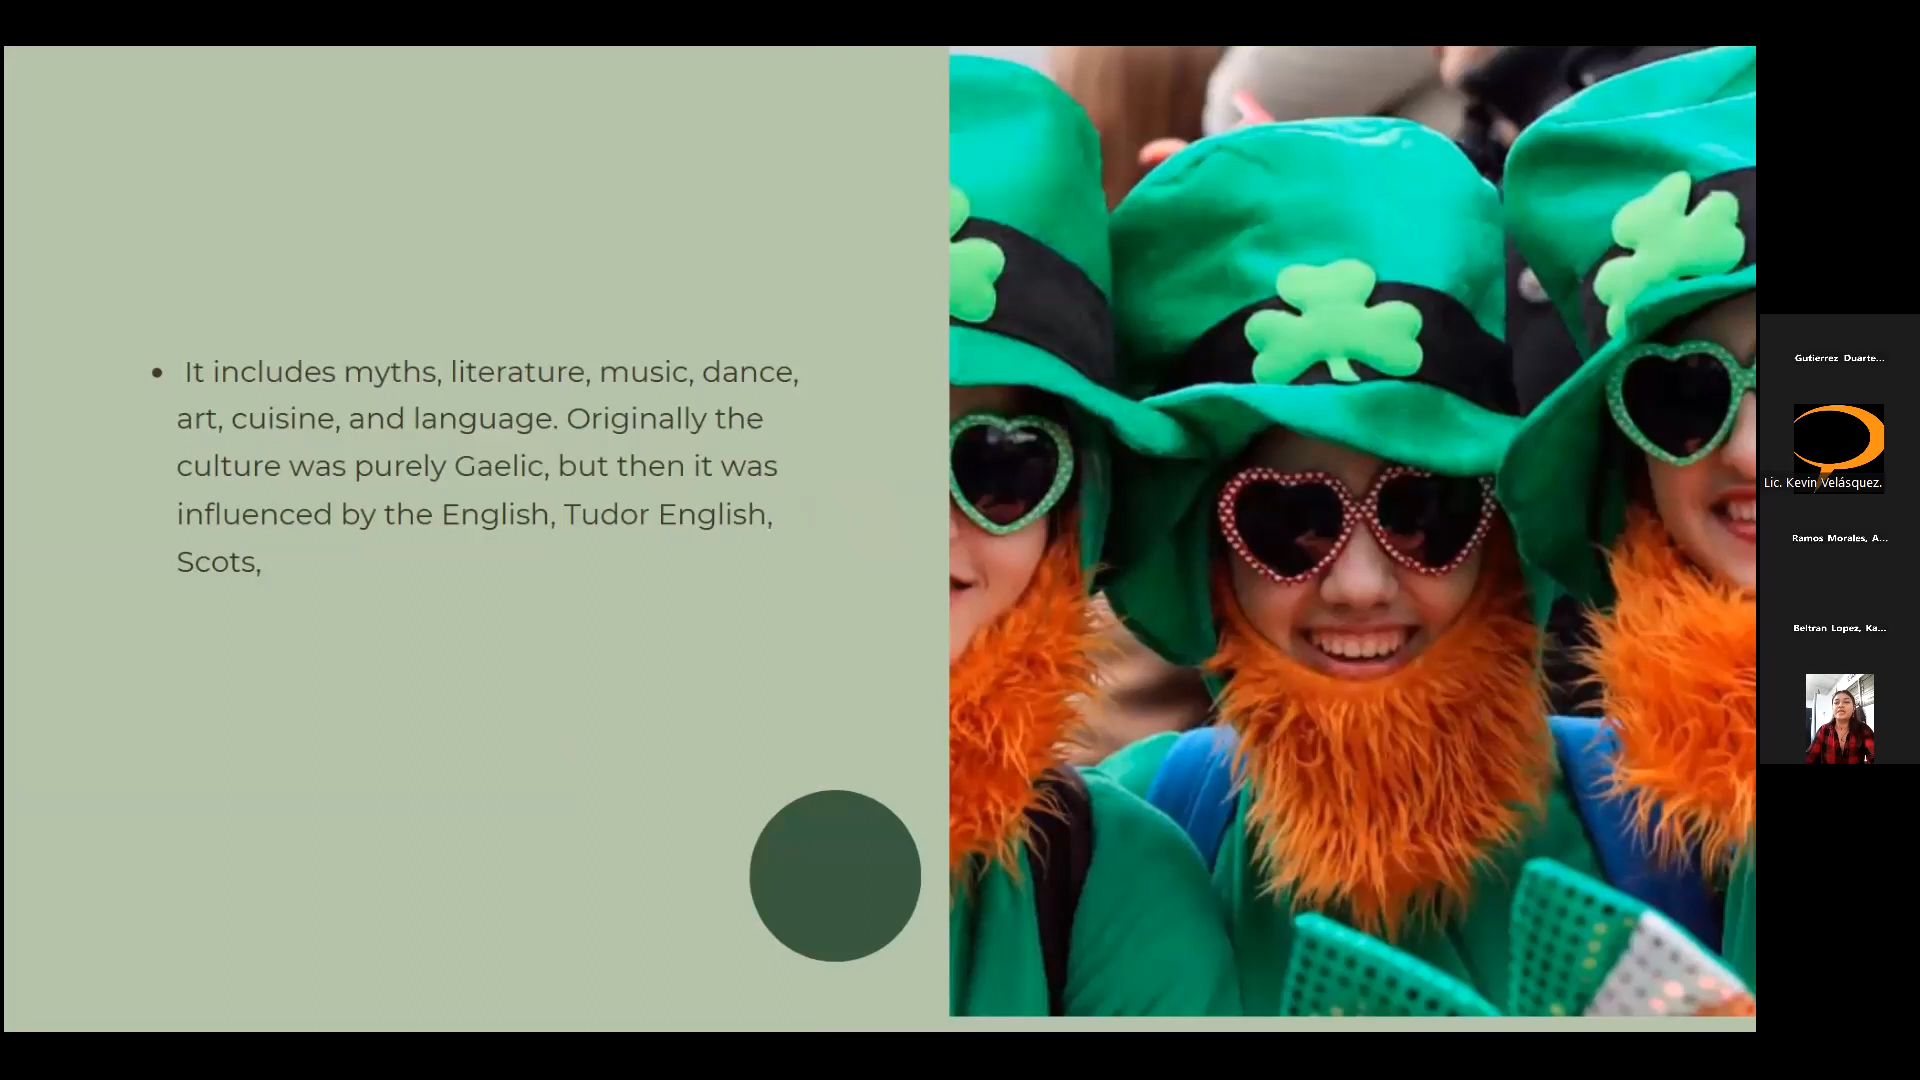 • It includes myths, literature, music, dance,
art, cuisine, and language. Originally the
culture was purely Gaelic, but then it was
influenced by the English, Tudor English,
Scots,
Gutierrez Duarte...
Lic. Kevin Velásquez.
Ramos Morales, A...
Beltran Lopez, Ka...